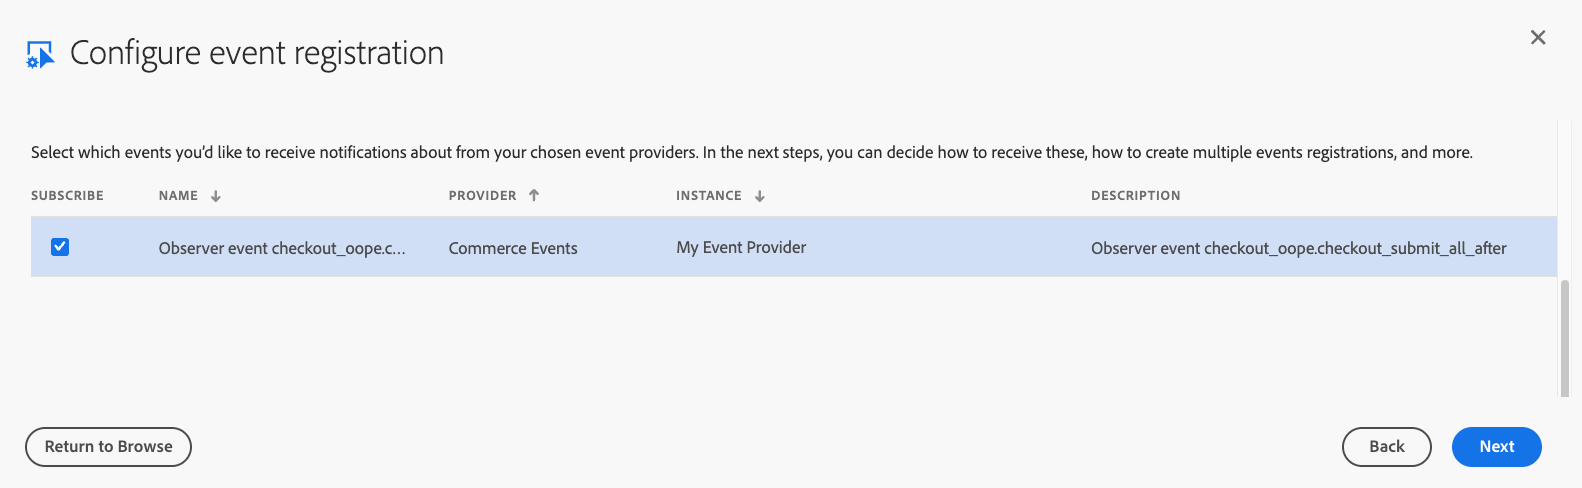 Configure event registration
Select which events you’d like to receive notifications about from your chosen event providers. In the next steps, you can decide how to receive these, how to create multiple events registrations, and more.
SUBSCRIBE NAME PROVIDER INSTANCE DESCRIPTION
Observer event checkout_oope.c... Commerce Events My Event Provider Observer event checkout_oope.checkout_submit_all_after
Return to Browse Back Next